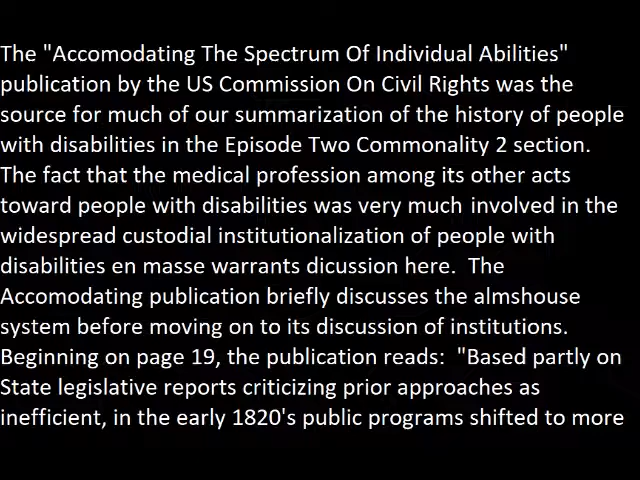 The "Accomodating The Spectrum Of Individual Abilities"
publication by the US Commission On Civil Rights was the
source for much of our summarization of the history of people
with disabilities in the Episode Two Commonality 2 section.
The fact that the medical profession among its other acts
toward people with disabilities was very much involved in the
widespread custodial institutionalization of people with
disabilities en masse warrants dicussion here.  The
Accomodating publication briefly discusses the almshouse
system before moving on to its discussion of institutions.
Beginning on page 19, the publication reads:  "Based partly on
State legislative reports criticizing prior approaches as
inefficient, in the early 1820's public programs shifted to more